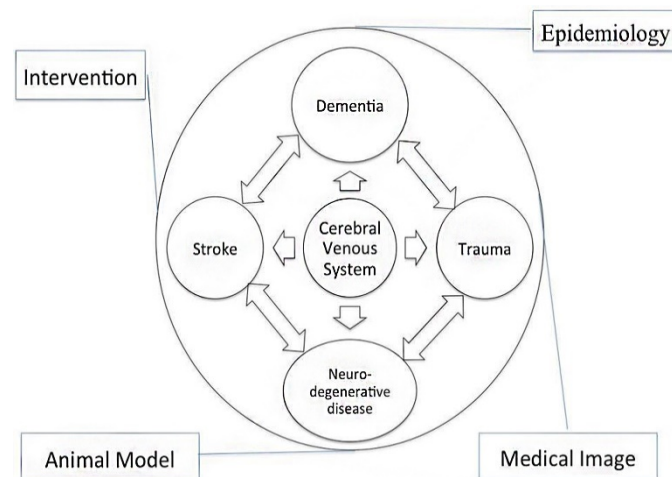 Epidemiology
Intervention
Dementia
Stroke
Cerebral
Venous
System
Trauma
Neuro-
degenerative
disease
Animal Model
Medical Image